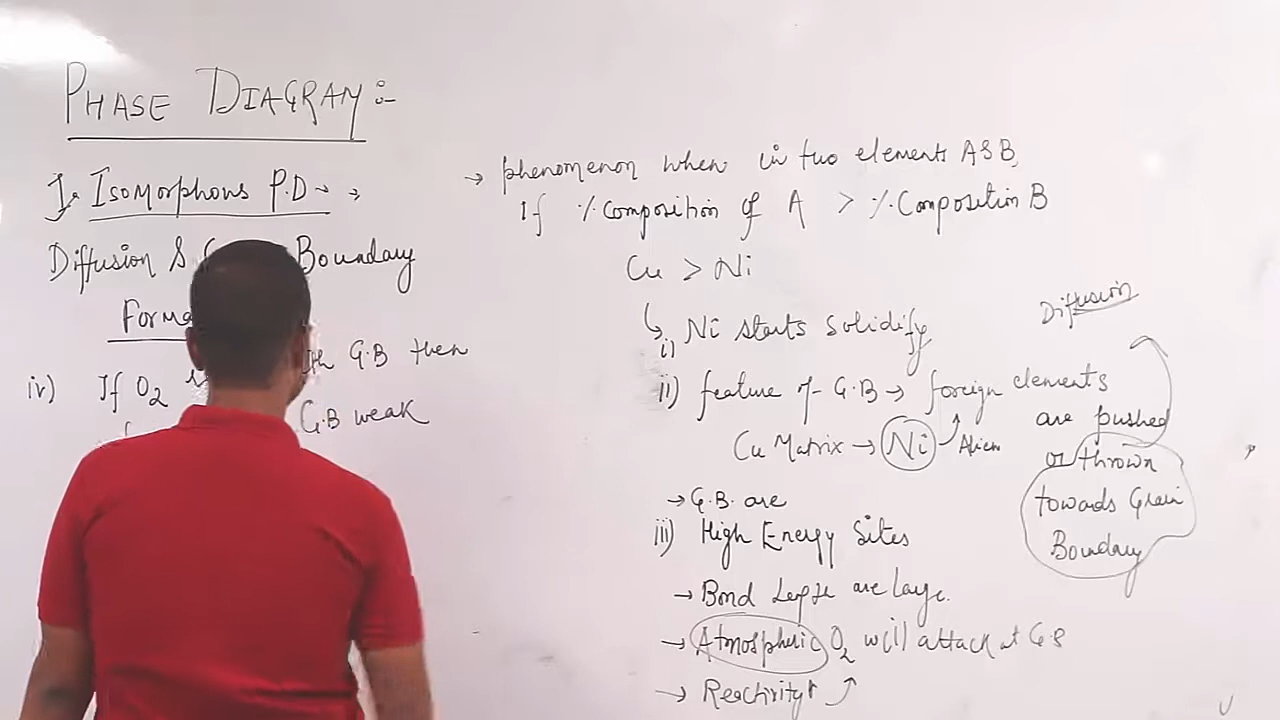 PHASE DIAGRAM :-
I. ISOMORPHOUS P.D - →
Diffusion & Boundary
Forma
iv) If O2 G.B then
G.B weak
→ phenomenon when in two elements A & B,
If % Composition of A > % Composition B
Cu > Ni
i) Ni starts solidify
Diffusion
ii) feature of G.B → foreign elements
are pushed
or thrown
towards Grain
Boundary
Cu Matrix → Ni Alien
→ G.B. are
iii) High Energy Sites
→ Bond are Large.
→ Atmospheric O2 will attack at G.B
→ Reactivity ↑